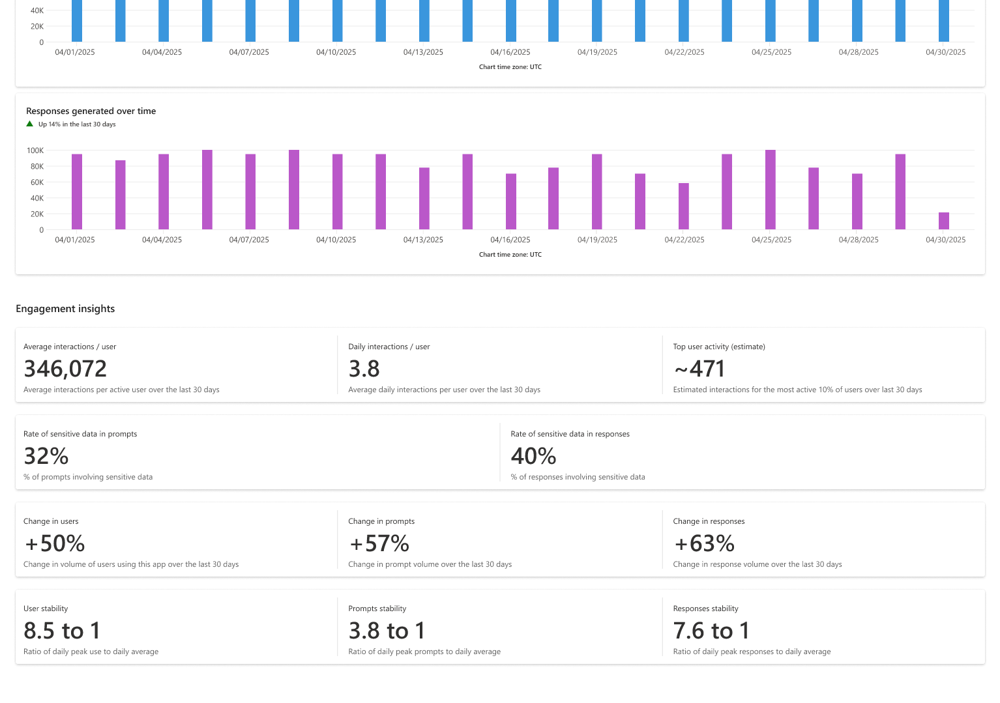 40K
20K
0
04/01/2025 04/04/2025 04/07/2025 04/10/2025 04/13/2025 04/16/2025 04/19/2025 04/22/2025 04/25/2025 04/28/2025 04/30/2025
Chart time zone: UTC
Responses generated over time
Up 14% in the last 30 days
100K
80K
60K
40K
20K
0
04/01/2025 04/04/2025 04/07/2025 04/10/2025 04/13/2025 04/16/2025 04/19/2025 04/22/2025 04/25/2025 04/28/2025 04/30/2025
Chart time zone: UTC
Engagement insights
Average interactions / user
346,072
Average interactions per active user over the last 30 days
Daily interactions / user
3.8
Average daily interactions per user over the last 30 days
Top user activity (estimate)
~471
Estimated interactions for the most active 10% of users over last 30 days
Rate of sensitive data in prompts
32%
% of prompts involving sensitive data
Rate of sensitive data in responses
40%
% of responses involving sensitive data
Change in users
+50%
Change in volume of users using this app over the last 30 days
Change in prompts
+57%
Change in prompt volume over the last 30 days
Change in responses
+63%
Change in response volume over the last 30 days
User stability
8.5 to 1
Ratio of daily peak use to daily average
Prompts stability
3.8 to 1
Ratio of daily peak prompts to daily average
Responses stability
7.6 to 1
Ratio of daily peak responses to daily average